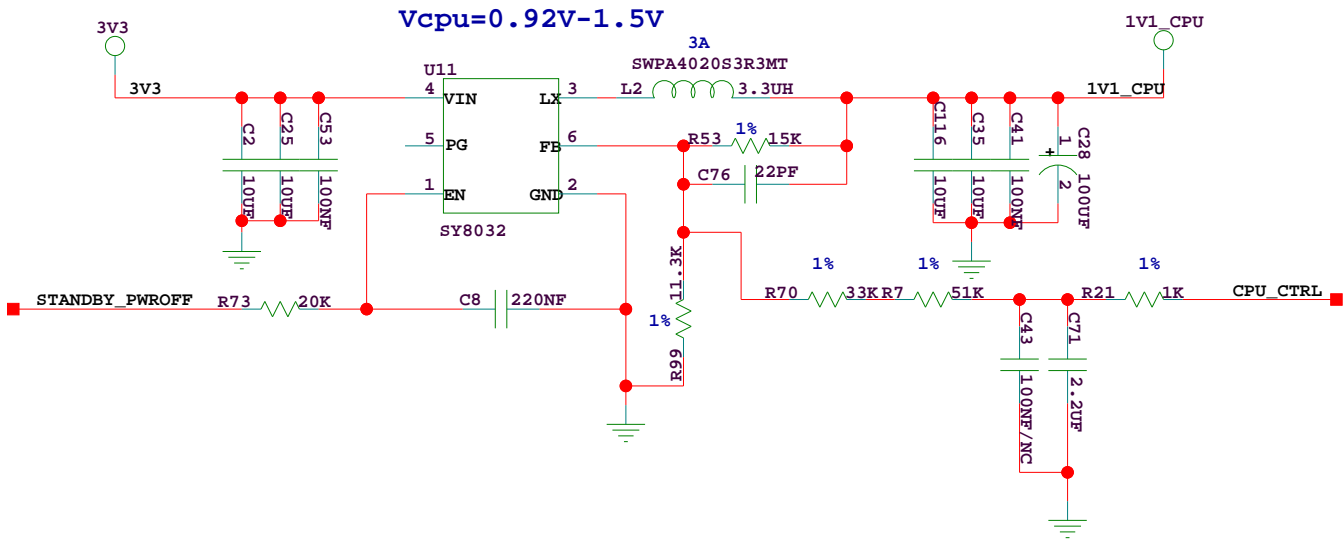 Vcpu=0.92V-1.5V
3V3
1V1_CPU
3A
SWPA4020S3R3MT
U11
3V3
4
VIN
LX
3
L2
3.3UH
1V1_CPU
C2
10UF
C25
10UF
C53
100NF
5
PG
FB
6
R53
1%
15K
C76
22PF
C116
10UF
C35
10UF
C41
100NF
1
+
C28
2
100UF
1
EN
GND
2
SY8032
11.3K
1%
R99
STANDBY_PWROFF
R73
20K
C8
220NF
1%
R70
33K
1%
R7
51K
1%
R21
1K
CPU_CTRL
C43
100NF/NC
C71
2.2UF